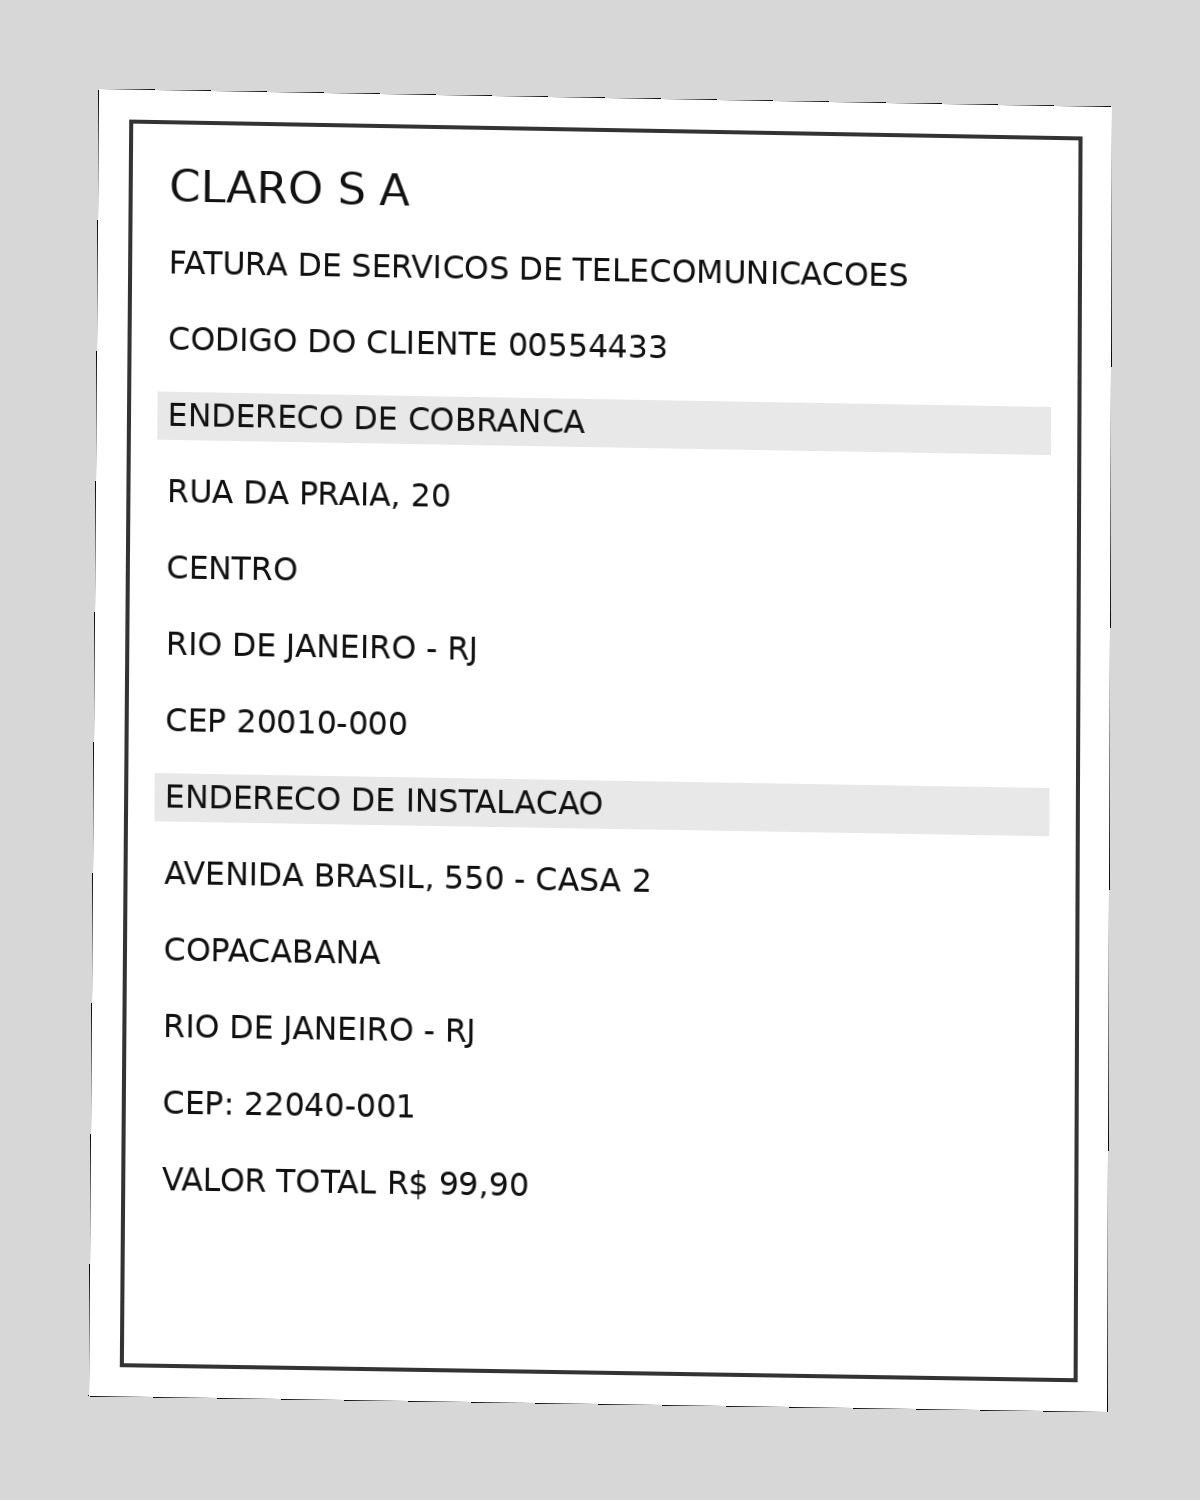 CLARO S A
FATURA DE SERVICOS DE TELECOMUNICACOES
CODIGO DO CLIENTE 00554433
ENDERECO DE COBRANCA
RUA DA PRAIA, 20
CENTRO
RIO DE JANEIRO - RJ
CEP 20010-000
ENDERECO DE INSTALACAO
AVENIDA BRASIL, 550 - CASA 2
COPACABANA
RIO DE JANEIRO - RJ
CEP: 22040-001
VALOR TOTAL R$ 99,90